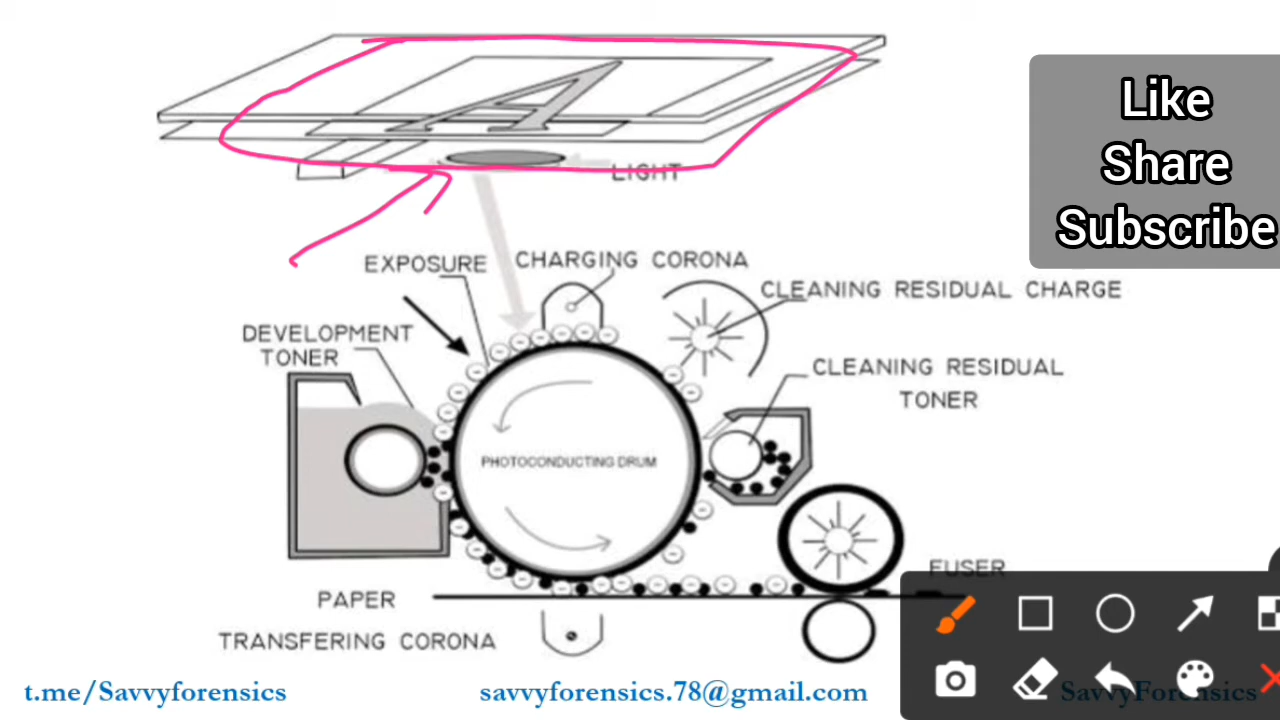 A
Like
Share
Subscribe
LIGHT
EXPOSURE
CHARGING CORONA
CLEANING RESIDUAL CHARGE
DEVELOPMENT
TONER
CLEANING RESIDUAL
TONER
PHOTOCONDUCTING DRUM
FUSER
PAPER
TRANSFERING CORONA
t.me/Savvyforensics
savvyforensics.78@gmail.com
SavvyForensics